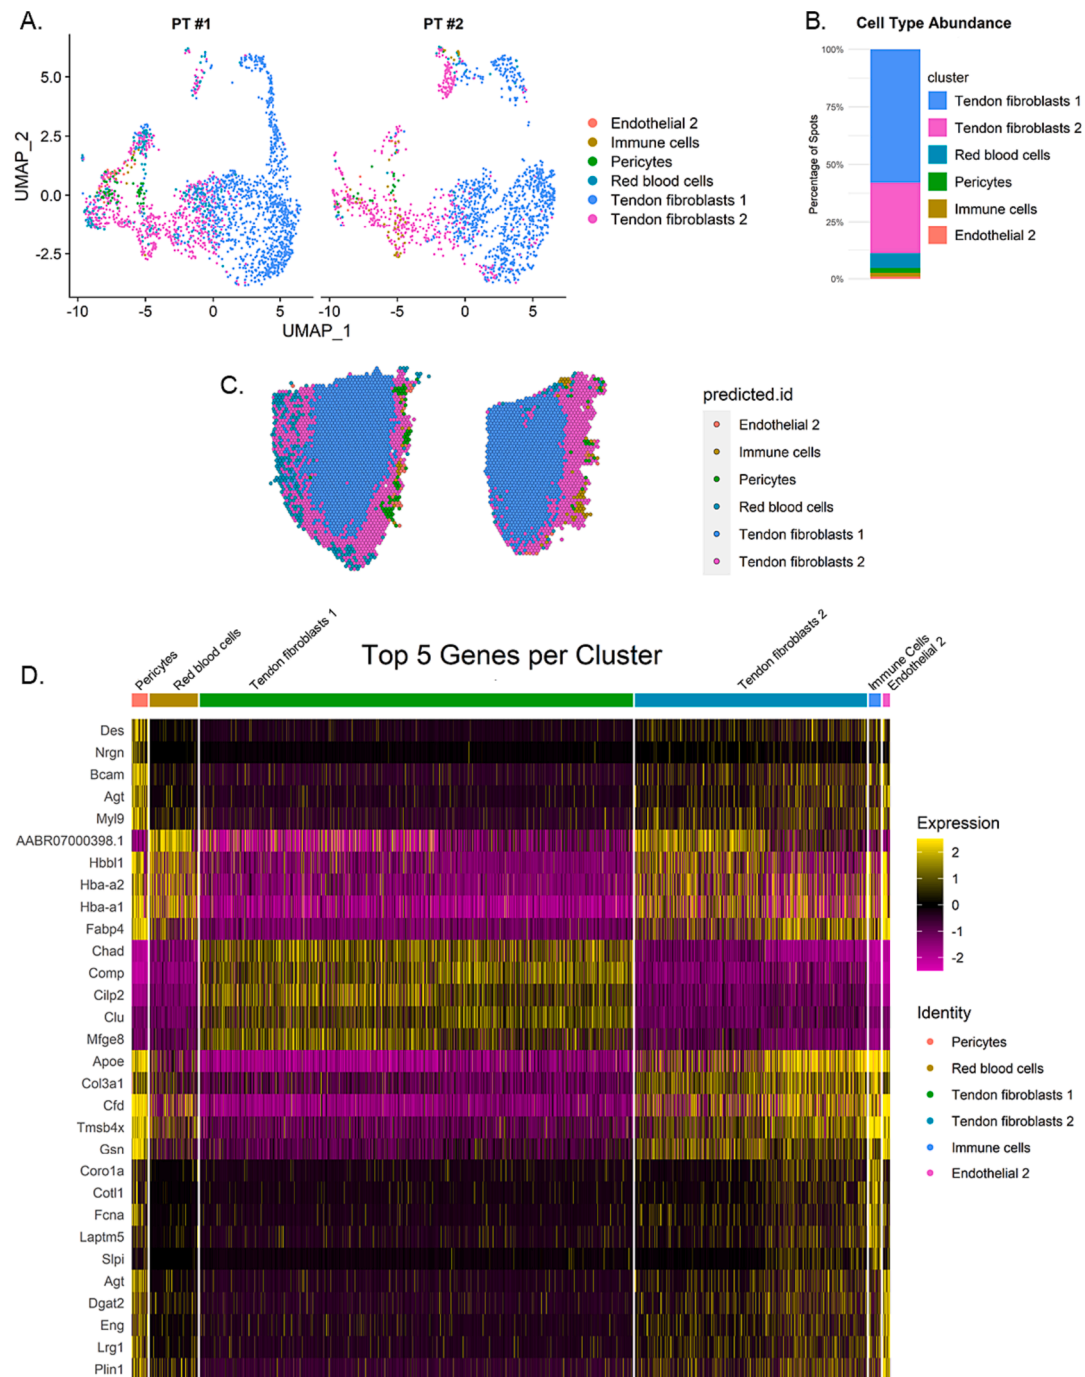 A.
PT #1
PT #2
UMAP_2
5.0
2.5
0.0
-2.5
-10
-5
0
5
-10
-5
0
5
UMAP_1
Endothelial 2
Immune cells
Pericytes
Red blood cells
Tendon fibroblasts 1
Tendon fibroblasts 2
B.
Cell Type Abundance
Percentage of Spots
100%
75%
50%
25%
0%
cluster
Tendon fibroblasts 1
Tendon fibroblasts 2
Red blood cells
Pericytes
Immune cells
Endothelial 2
C.
predicted.id
Endothelial 2
Immune cells
Pericytes
Red blood cells
Tendon fibroblasts 1
Tendon fibroblasts 2
D.
Top 5 Genes per Cluster
Pericytes
Red blood cells
Tendon fibroblasts 1
Tendon fibroblasts 2
Immune Cells
Endothelial 2
Des
Nrgn
Bcam
Agt
Myl9
AABR07000398.1
Hbbl1
Hba-a2
Hba-a1
Fabp4
Chad
Comp
Cilp2
Clu
Mfge8
Apoe
Col3a1
Cfd
Tmsb4x
Gsn
Coro1a
Cotl1
Fcna
Laptm5
Slpi
Agt
Dgat2
Eng
Lrg1
Plin1
Expression
2
1
0
-1
-2
Identity
Pericytes
Red blood cells
Tendon fibroblasts 1
Tendon fibroblasts 2
Immune cells
Endothelial 2